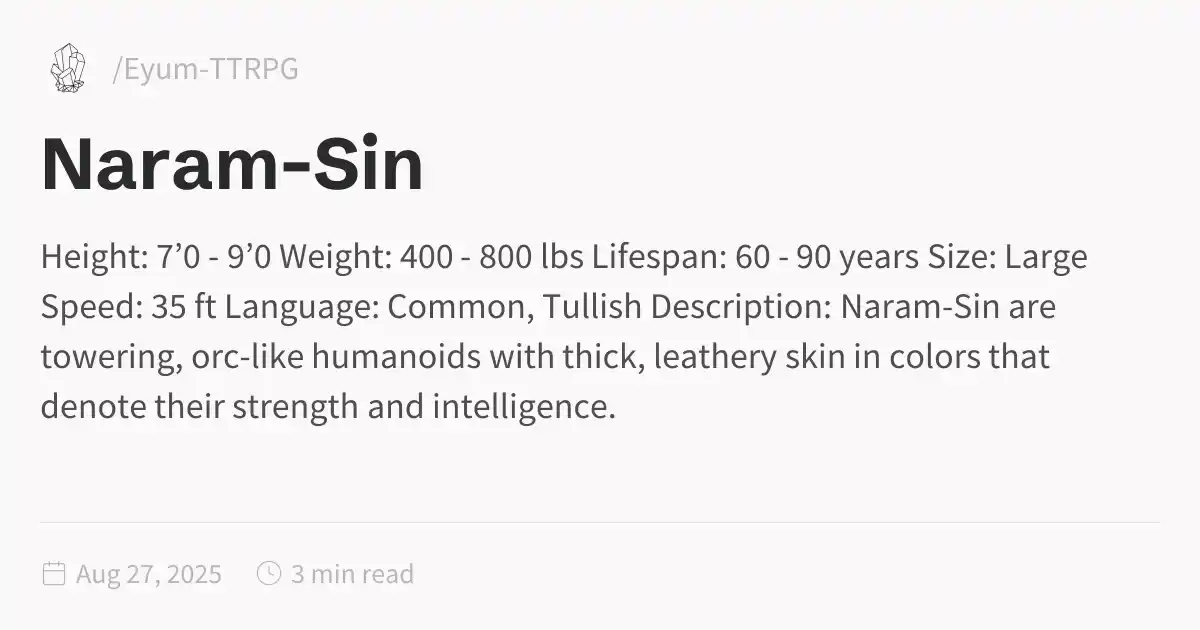 /Eyum-TTRPG
Naram-Sin
Height: 7’0 - 9’0 Weight: 400 - 800 lbs Lifespan: 60 - 90 years Size: Large
Speed: 35 ft Language: Common, Tullish Description: Naram-Sin are
towering, orc-like humanoids with thick, leathery skin in colors that
denote their strength and intelligence.
Aug 27, 2025 3 min read